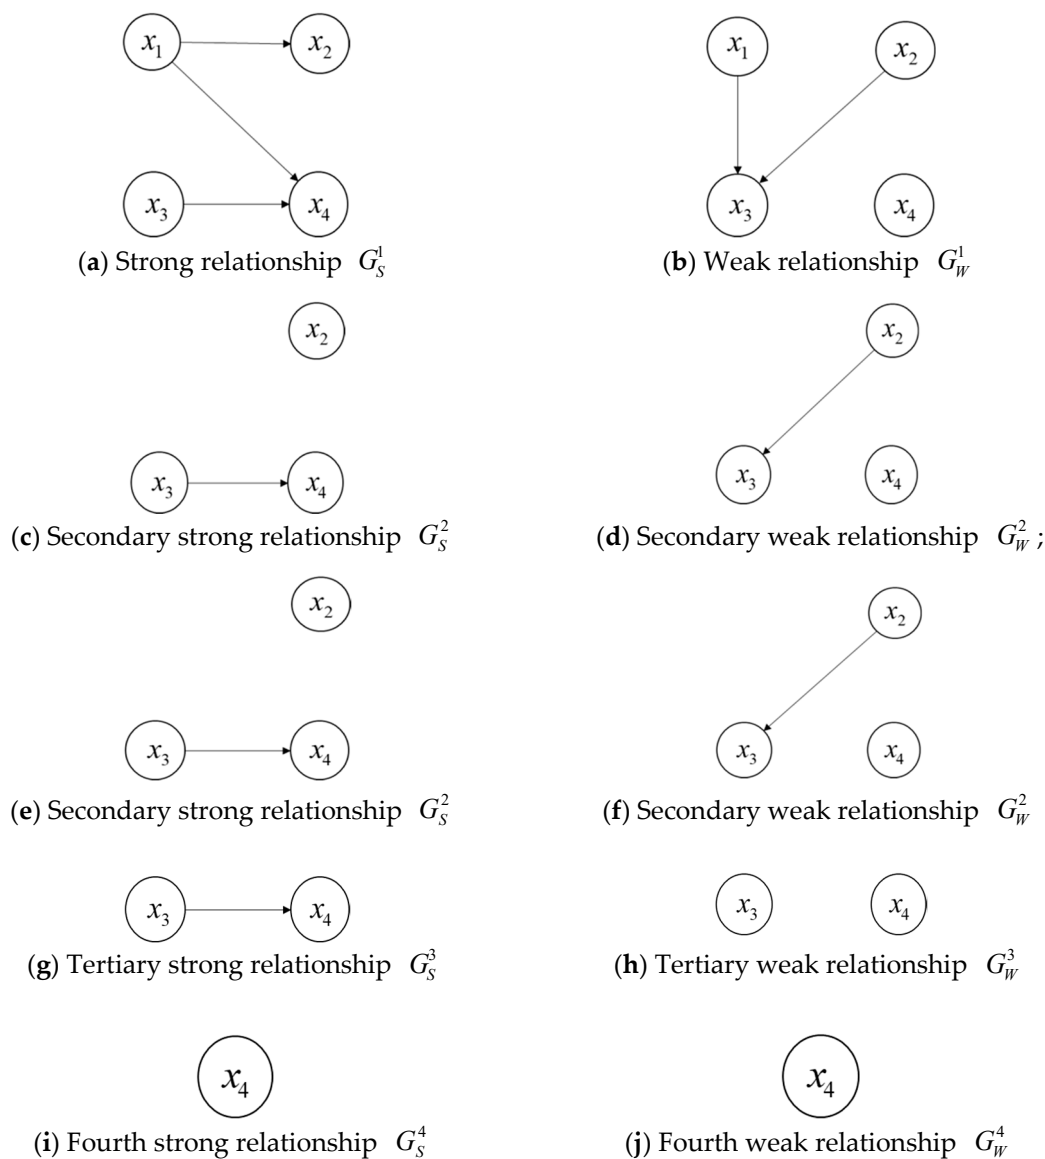 x₁ x₂ x₁ x₂
x₃ x₄ x₃ x₄
(a) Strong relationship G_S^1 (b) Weak relationship G_W^1
x₂ x₂
x₃ x₄ x₃ x₄
(c) Secondary strong relationship G_S^2 (d) Secondary weak relationship G_W^2 ;
x₂ x₂
x₃ x₄ x₃ x₄
(e) Secondary strong relationship G_S^2 (f) Secondary weak relationship G_W^2
x₃ x₄ x₃ x₄
(g) Tertiary strong relationship G_S^3 (h) Tertiary weak relationship G_W^3
x₄ x₄
(i) Fourth strong relationship G_S^4 (j) Fourth weak relationship G_W^4